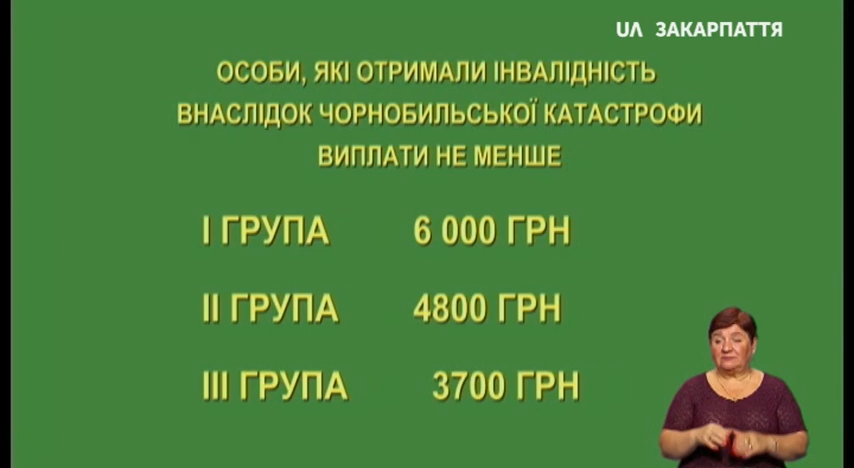 UA ЗАКАРПАТТЯ
ОСОБИ, ЯКІ ОТРИМАЛИ ІНВАЛІДНІСТЬ
ВНАСЛІДОК ЧОРНОБИЛЬСЬКОЇ КАТАСТРОФИ
ВИПЛАТИ НЕ МЕНШЕ
І ГРУПА 6 000 ГРН
ІІ ГРУПА 4800 ГРН
ІІІ ГРУПА 3700 ГРН